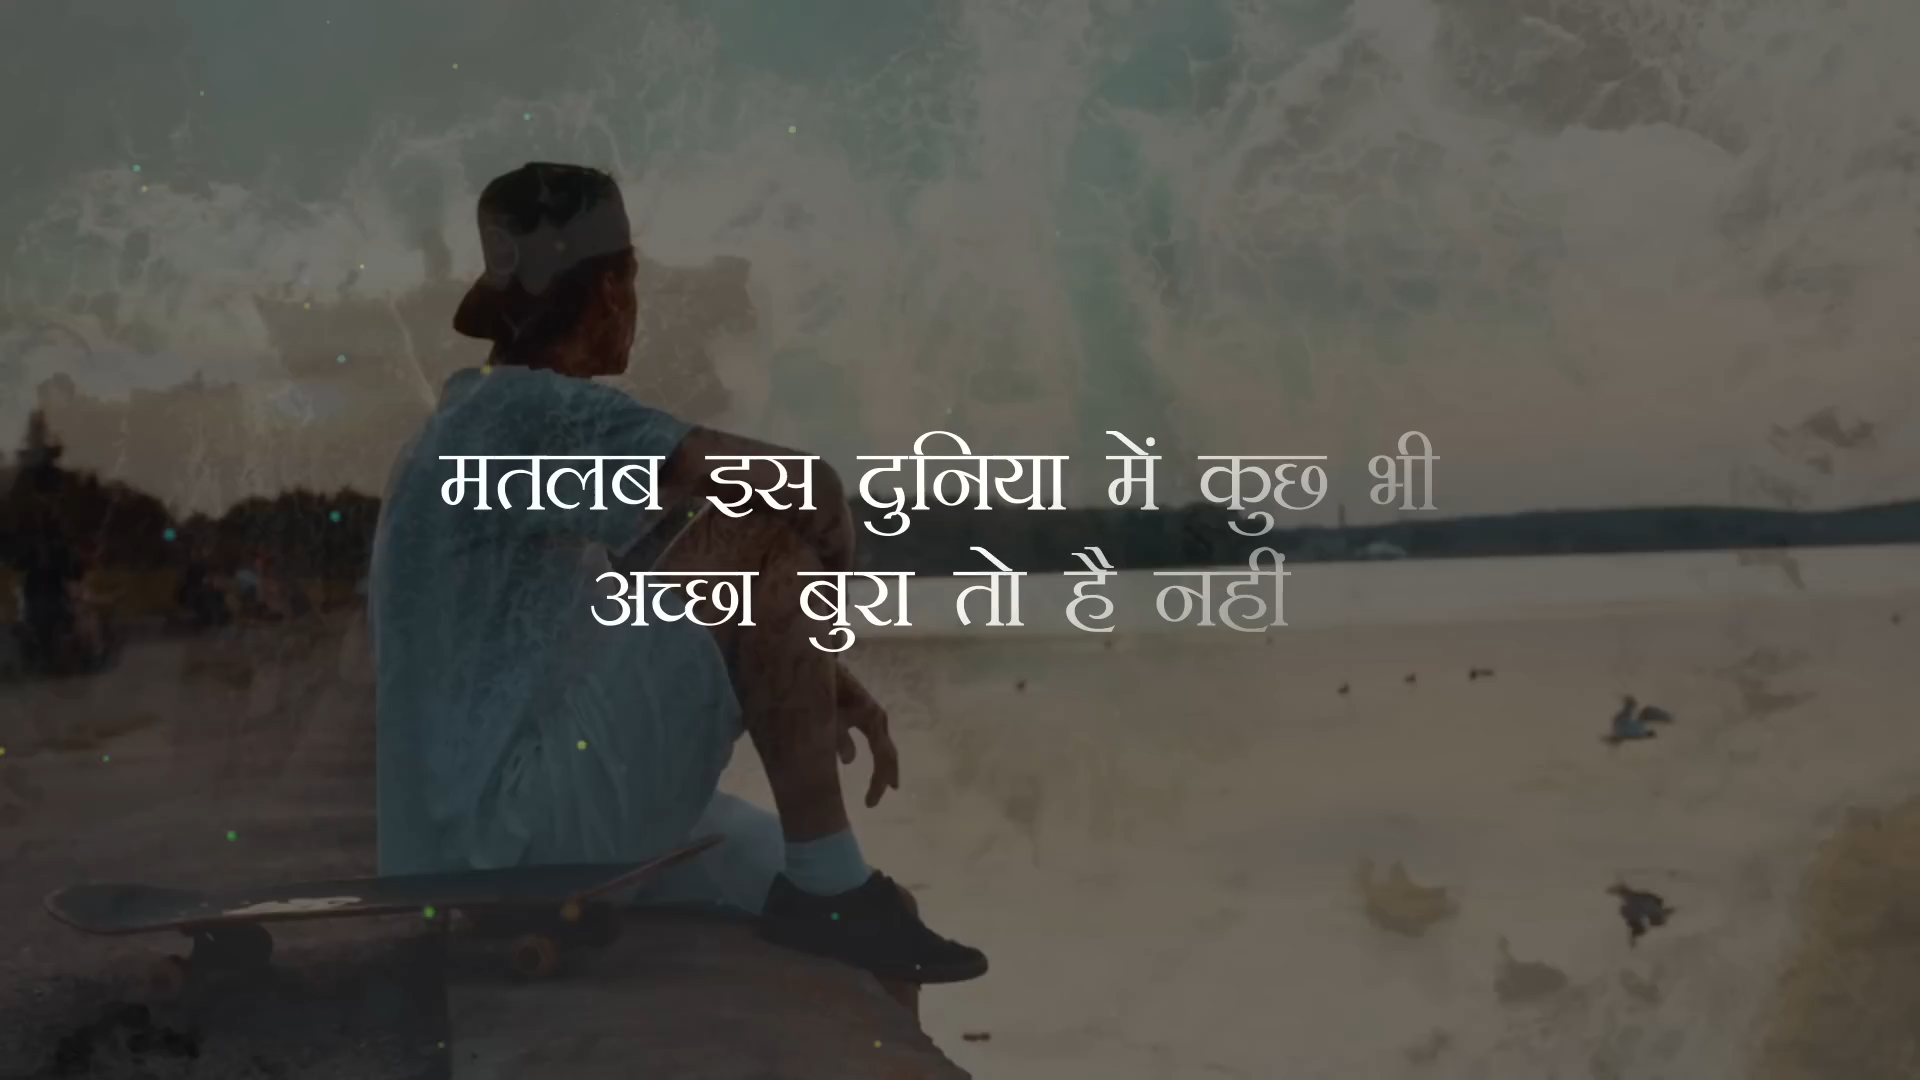 मतलब इस दुनिया में कुछ भी
अच्छा बुरा तो है नहीं